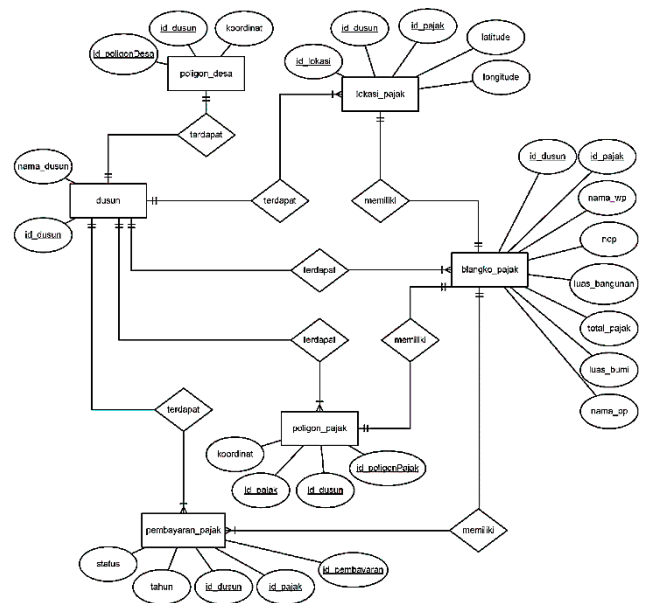 id_dusun
koordinat
id_poligonDesa
poligon_desa
terdapat
id_dusun
id_pajak
latitude
id_lokasi
longitude
lokasi_pajak
nama_dusun
dusun
id_dusun
terdapat
memiliki
id_dusun
id_pajak
nama_wp
nop
luas_bangunan
total_pajak
luas_bumi
nama_op
blangko_pajak
terdapat
terdapat
memiliki
terdapat
poligon_pajak
koordinat
id_pajak
id_dusun
id_poligonPajak
pembayaran_pajak
memiliki
status
tahun
id_dusun
id_pajak
id_pembayaran